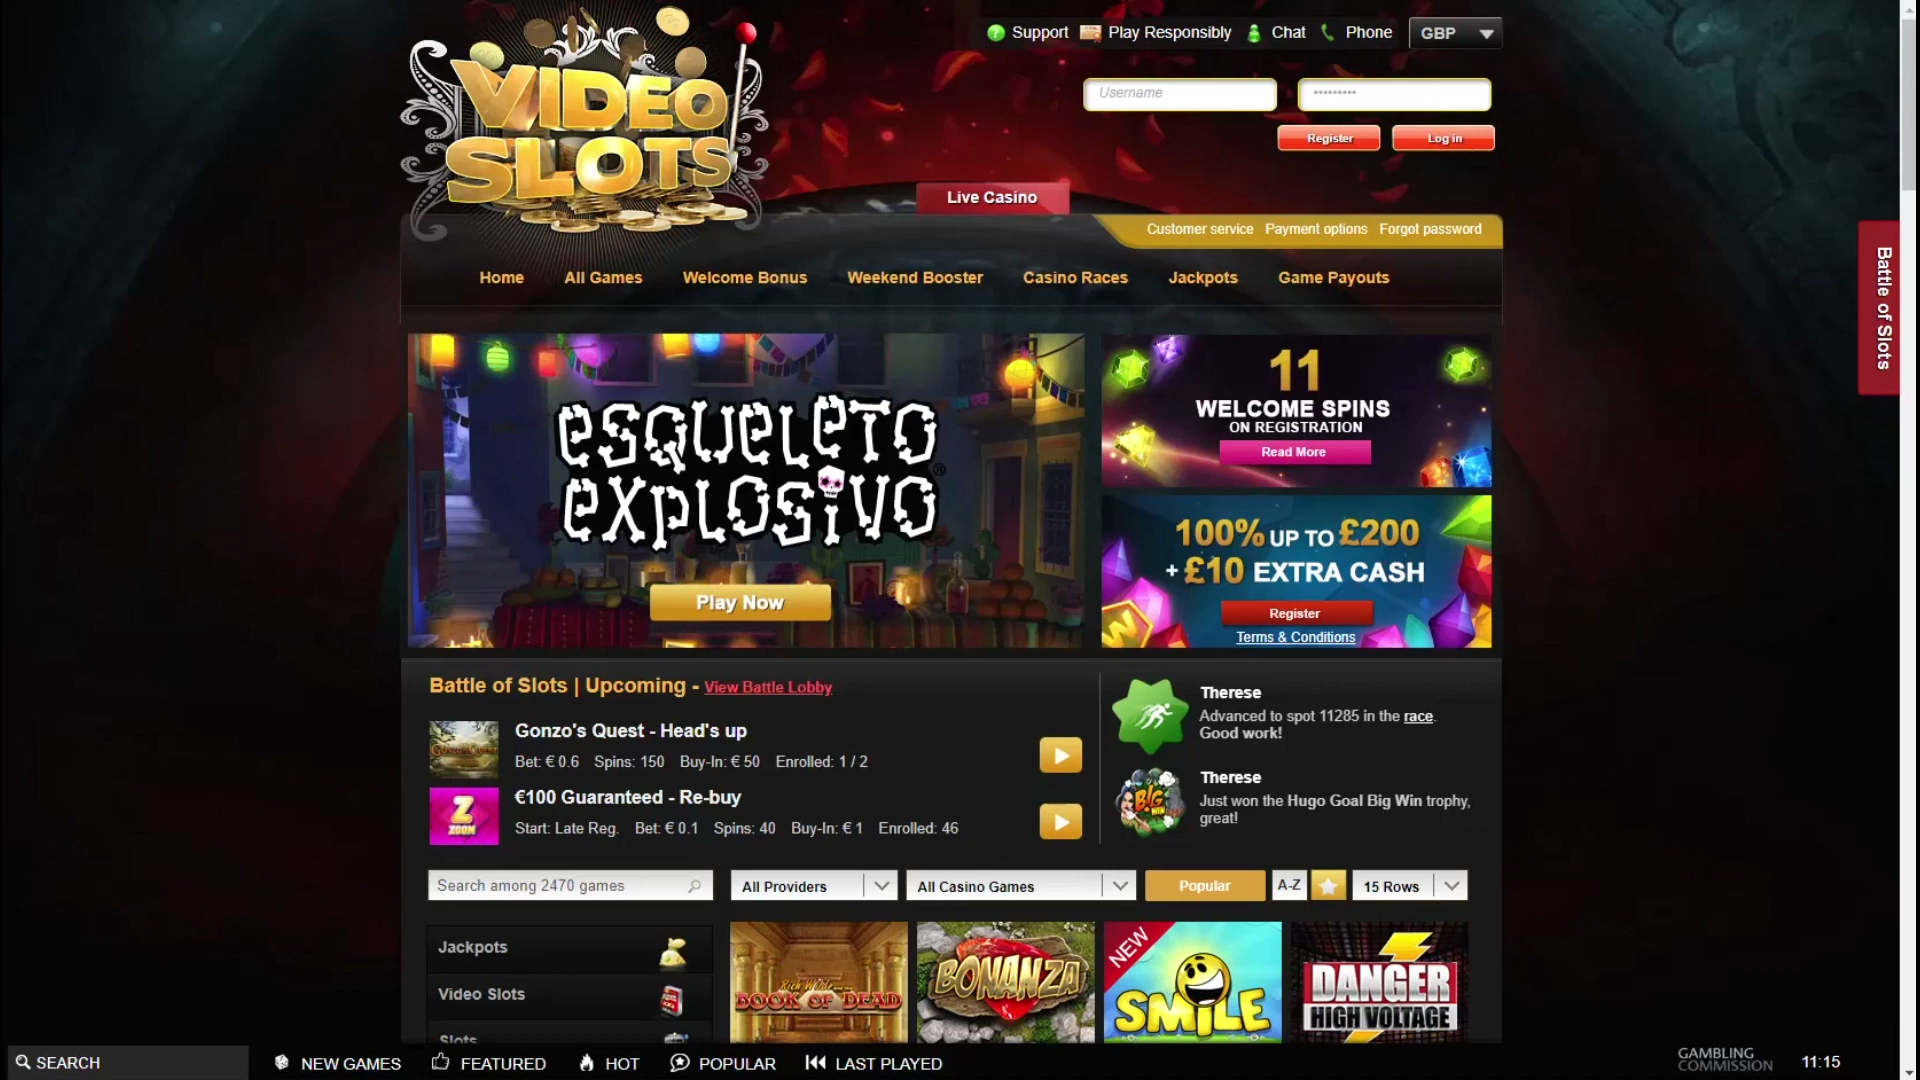 VIDEO
SLOTS
Support
Play Responsibly
Chat
Phone
GBP
Username
Register
Log in
Live Casino
Customer service
Payment options
Forgot password
Home
All Games
Welcome Bonus
Weekend Booster
Casino Races
Jackpots
Game Payouts
Battle of Slots
esqueleto
explosivo
Play Now
11
WELCOME SPINS
ON REGISTRATION
Read More
100% UP TO £200
+ £10 EXTRA CASH
Register
Terms & Conditions
Battle of Slots | Upcoming - View Battle Lobby
Gonzo's Quest - Head's up
Bet: € 0.6 Spins: 150 Buy-In: € 50 Enrolled: 1 / 2
Z
ZOOM
€100 Guaranteed - Re-buy
Start: Late Reg. Bet: € 0.1 Spins: 40 Buy-In: € 1 Enrolled: 46
Therese
Advanced to spot 11285 in the race.
Good work!
BIG
WIN
Therese
Just won the Hugo Goal Big Win trophy,
great!
Search among 2470 games
All Providers
All Casino Games
Popular
A-Z
15 Rows
Jackpots
Video Slots
Slots
Rich Wilde
BOOK OF DEAD
BONANZA
NEW
SMILE
DANGER
HIGH VOLTAGE
SEARCH
NEW GAMES
FEATURED
HOT
POPULAR
LAST PLAYED
GAMBLING
COMMISSION
11:15